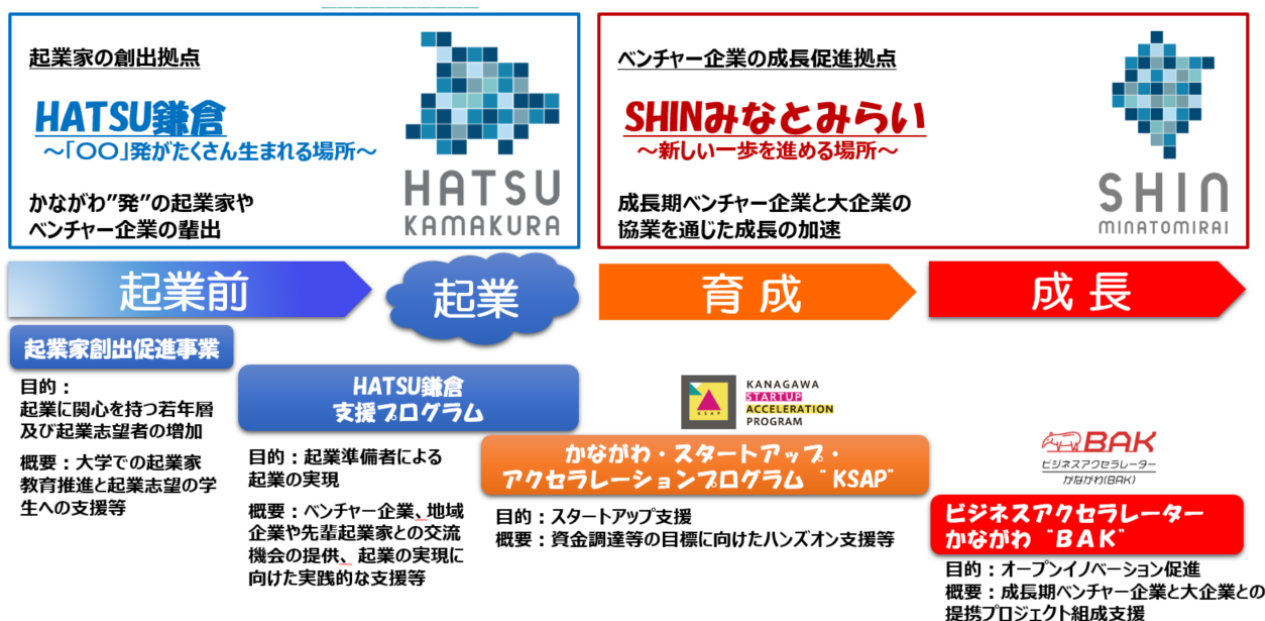 起業家の創出拠点
HATSU鎌倉
～「〇〇」発がたくさん生まれる場所～
かながわ”発”の起業家や
ベンチャー企業の輩出
HATSU
KAMAKURA
ベンチャー企業の成長促進拠点
SHINみなとみらい
～新しい一歩を進める場所～
成長期ベンチャー企業と大企業の
協業を通じた成長の加速
SHIN
MINATOMIRAI
起業前
起業
育成
成長
起業家創出促進事業
目的：
起業に関心を持つ若年層
及び起業志望者の増加
概要：大学での起業家
教育推進と起業志望の学
生への支援等
HATSU鎌倉
支援プログラム
目的：起業準備者による
起業の実現
概要：ベンチャー企業、地域
企業や先輩起業家との交流
機会の提供、起業の実現に
向けた実践的な支援等
KSAP
KANAGAWA
STARTUP
ACCELERATION
PROGRAM
かながわ・スタートアップ・
アクセラレーションプログラム“KSAP”
目的：スタートアップ支援
概要：資金調達等の目標に向けたハンズオン支援等
BAK
ビジネスアクセラレーター
かながわ(BAK)
ビジネスアクセラレーター
かながわ“BAK”
目的：オープンイノベーション促進
概要：成長期ベンチャー企業と大企業との
提携プロジェクト組成支援